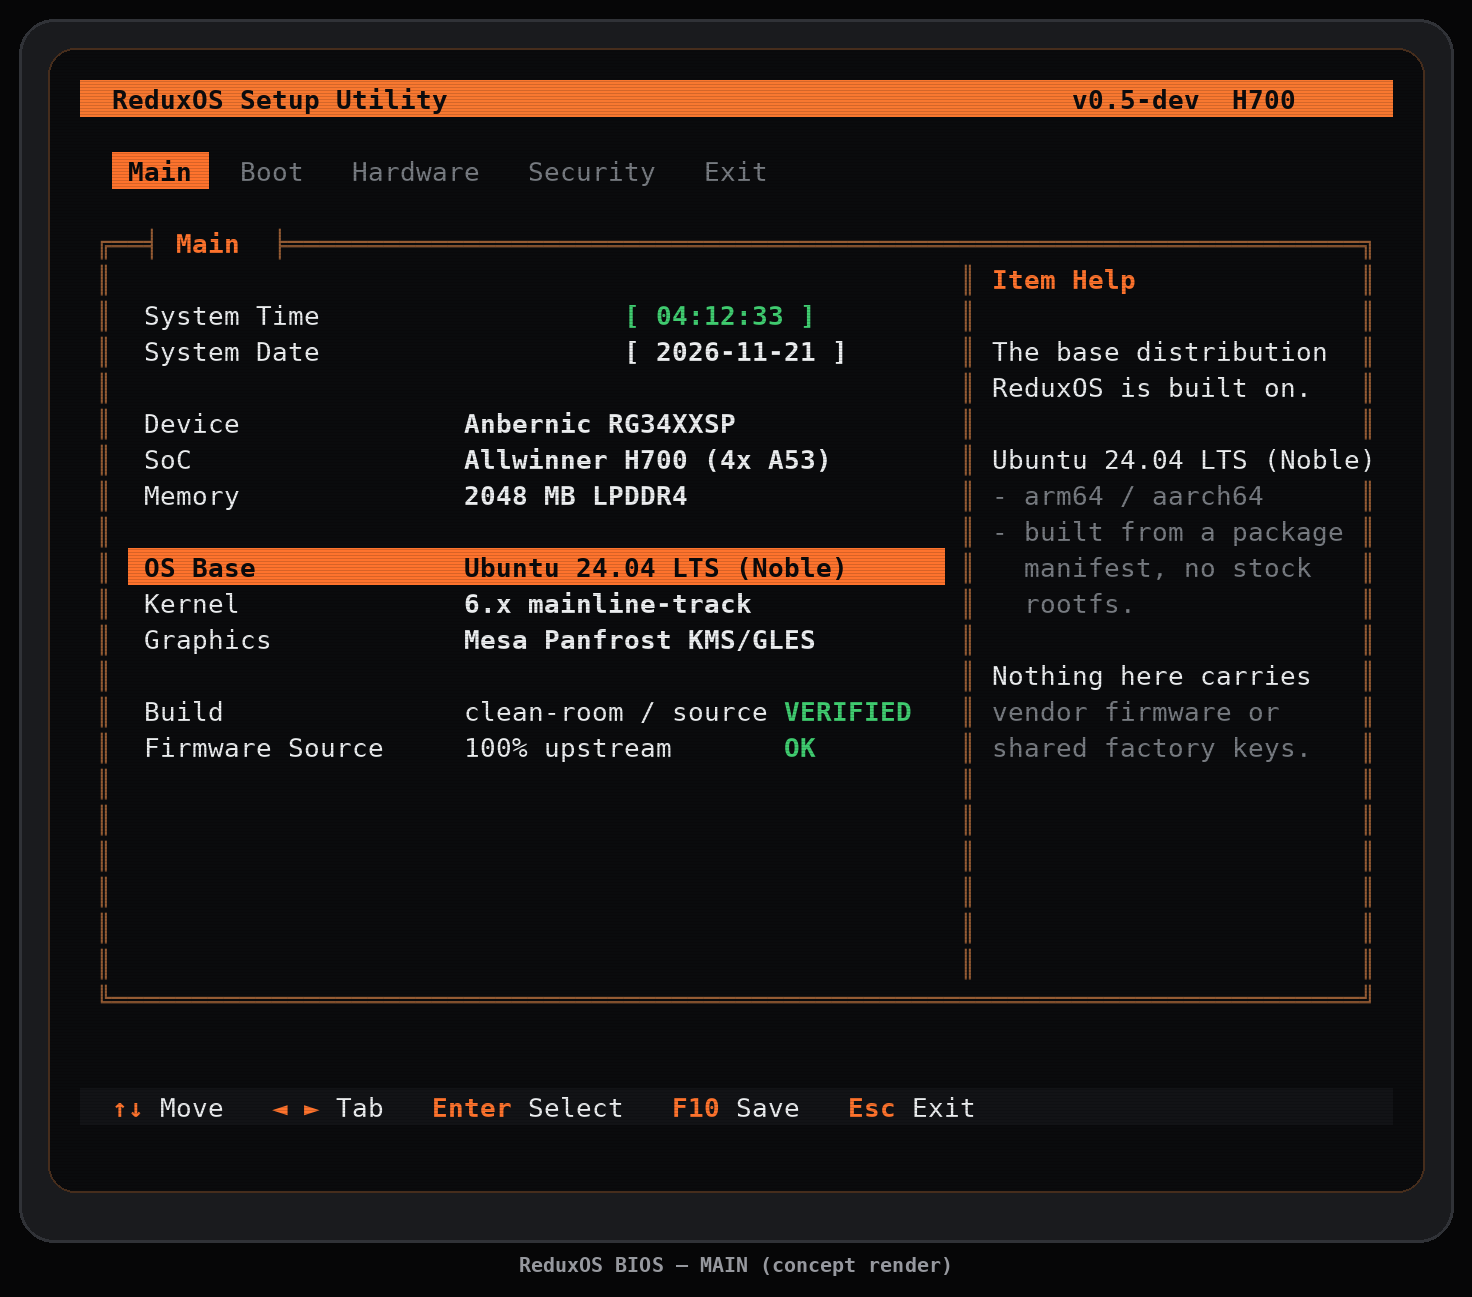 ReduxOS Setup Utility v0.5-dev H700
Main Boot Hardware Security Exit
Main
Item Help
System Time [ 04:12:33 ]
System Date [ 2026-11-21 ]
The base distribution
ReduxOS is built on.
Device Anbernic RG34XXSP
SoC Allwinner H700 (4x A53)
Memory 2048 MB LPDDR4
Ubuntu 24.04 LTS (Noble)
- arm64 / aarch64
- built from a package
manifest, no stock
rootfs.
OS Base Ubuntu 24.04 LTS (Noble)
Kernel 6.x mainline-track
Graphics Mesa Panfrost KMS/GLES
Nothing here carries
vendor firmware or
shared factory keys.
Build clean-room / source VERIFIED
Firmware Source 100% upstream OK
↑↓ Move ◄ ► Tab Enter Select F10 Save Esc Exit
ReduxOS BIOS — MAIN (concept render)